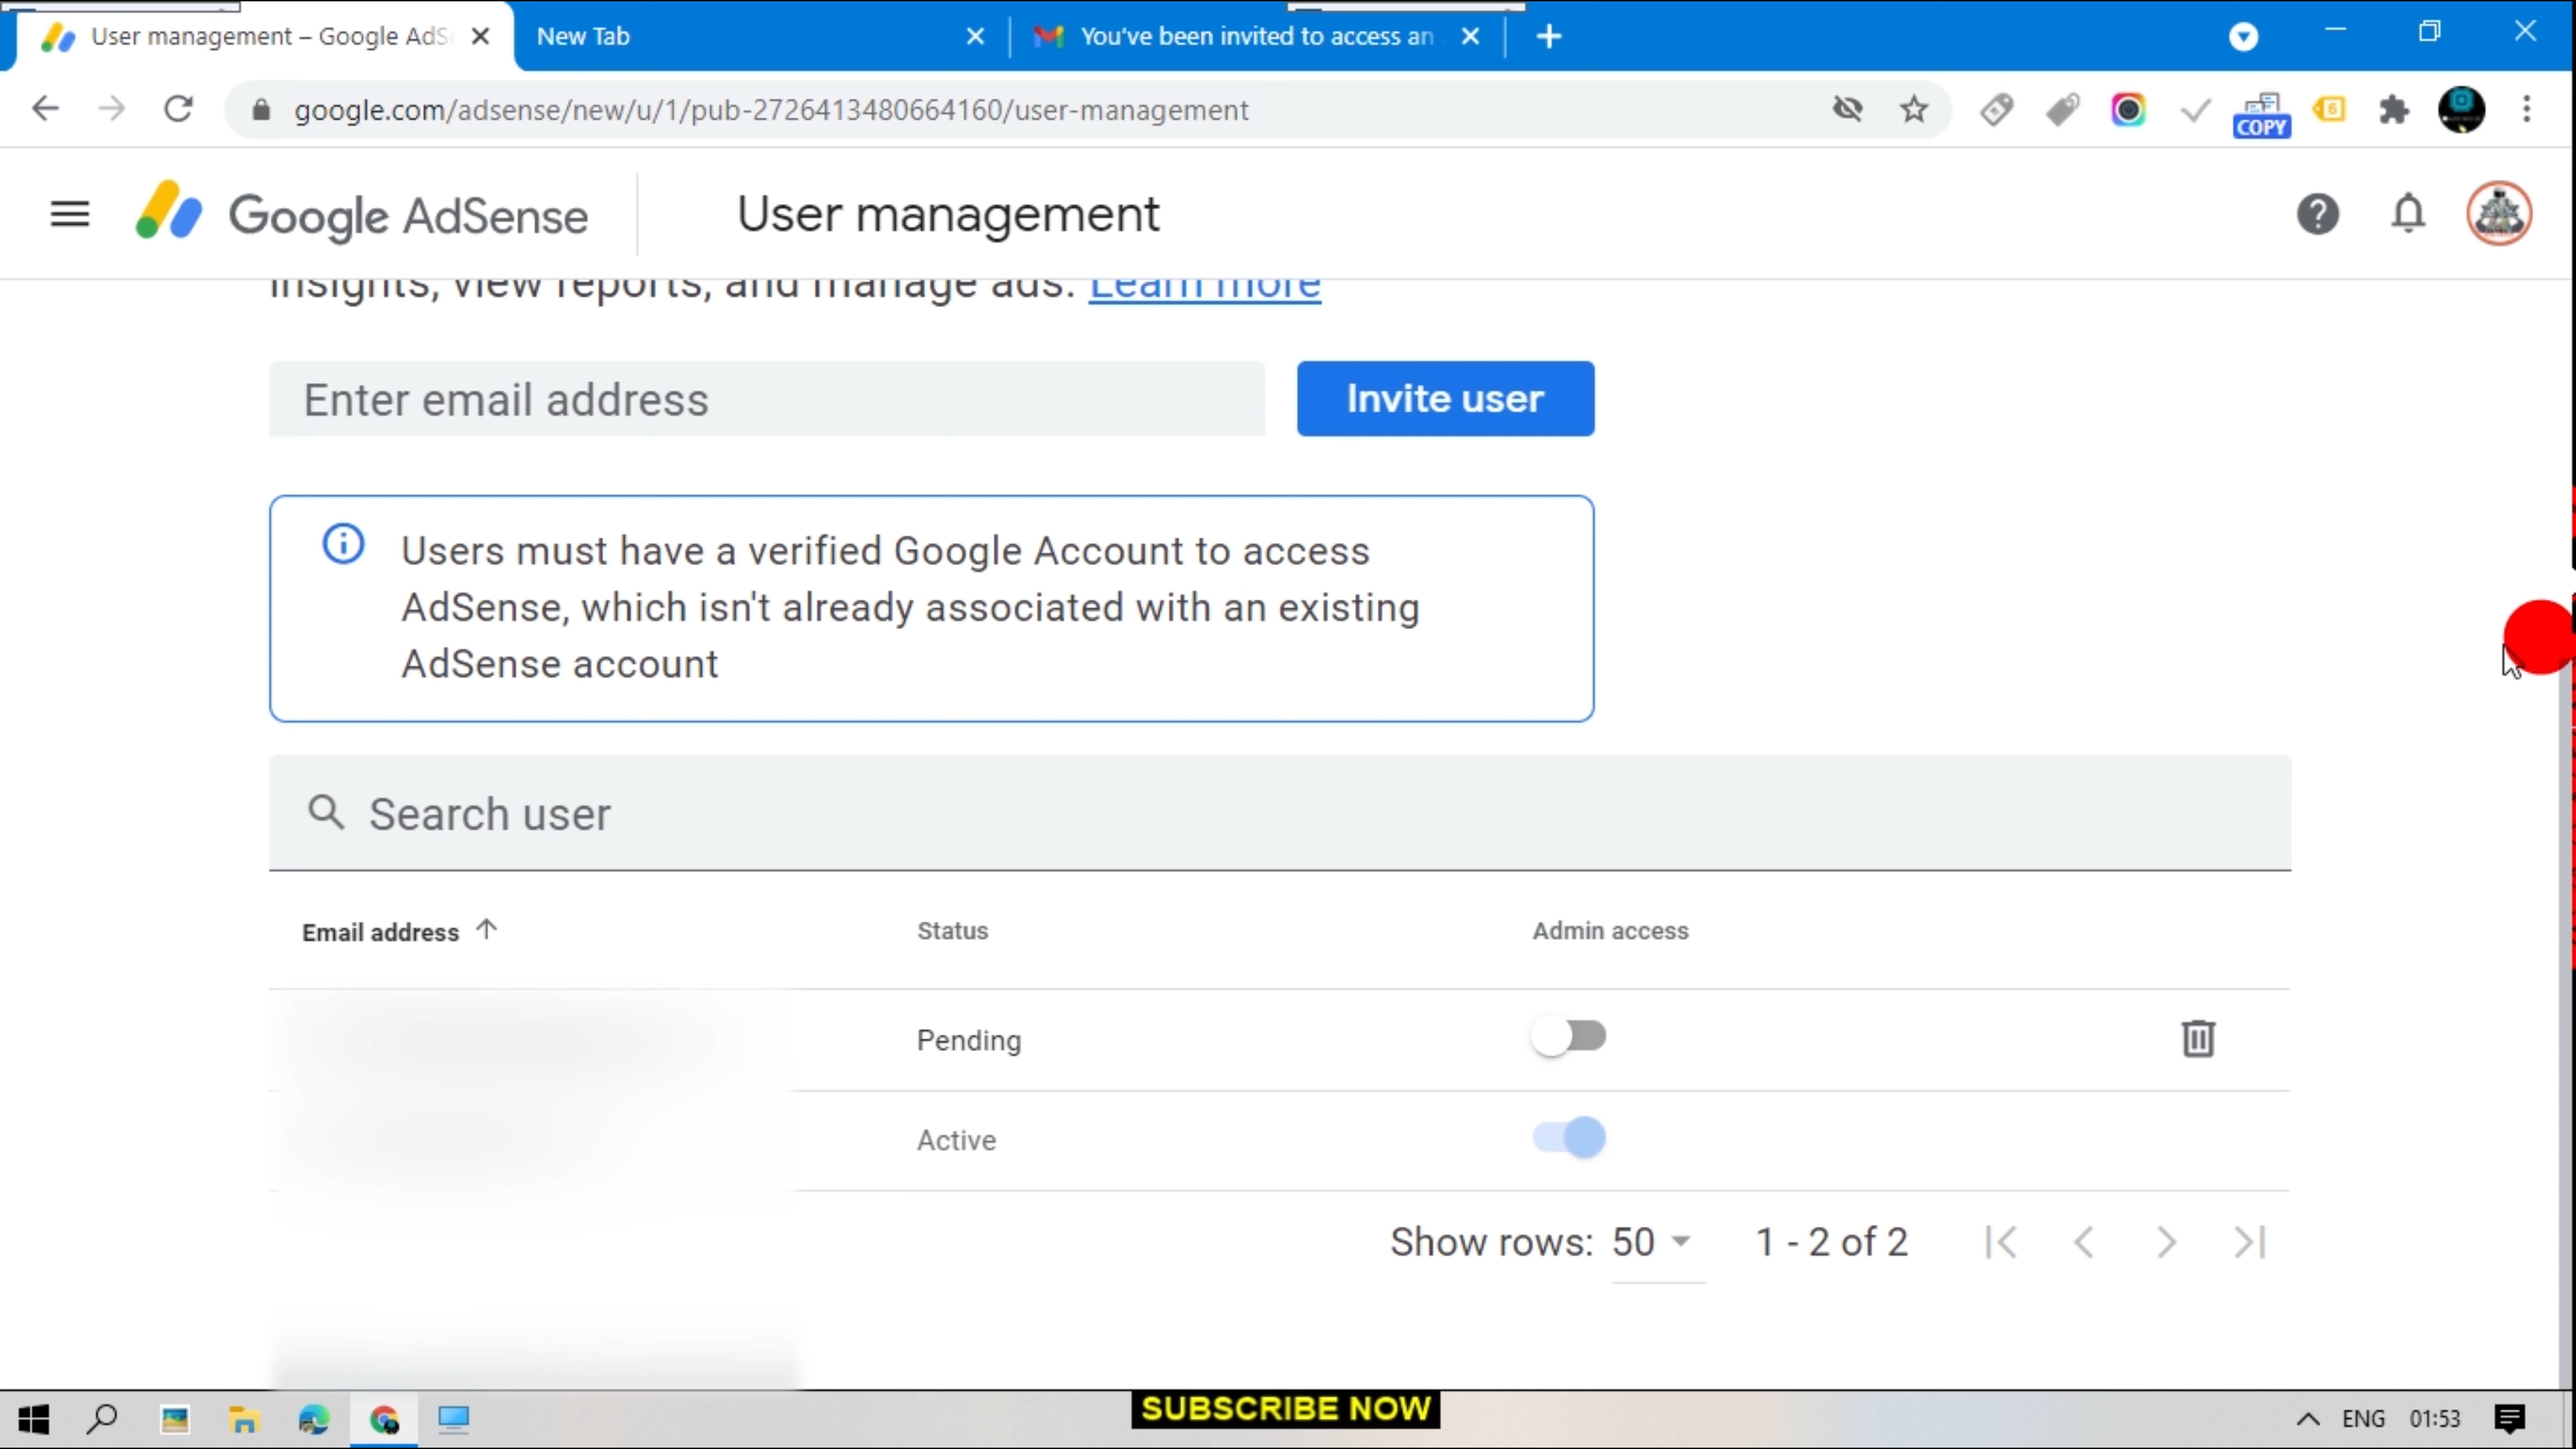 User management – Google AdS
New Tab
You've been invited to access an
google.com/adsense/new/u/1/pub-2726413480664160/user-management
COPY
6
Google AdSense
User management
insights, view reports, and manage ads. Learn more
Enter email address
Invite user
Users must have a verified Google Account to access
AdSense, which isn't already associated with an existing
AdSense account
Search user
Email address
Status
Admin access
Pending
Active
Show rows: 50
1 - 2 of 2
SUBSCRIBE NOW
ENG
01:53